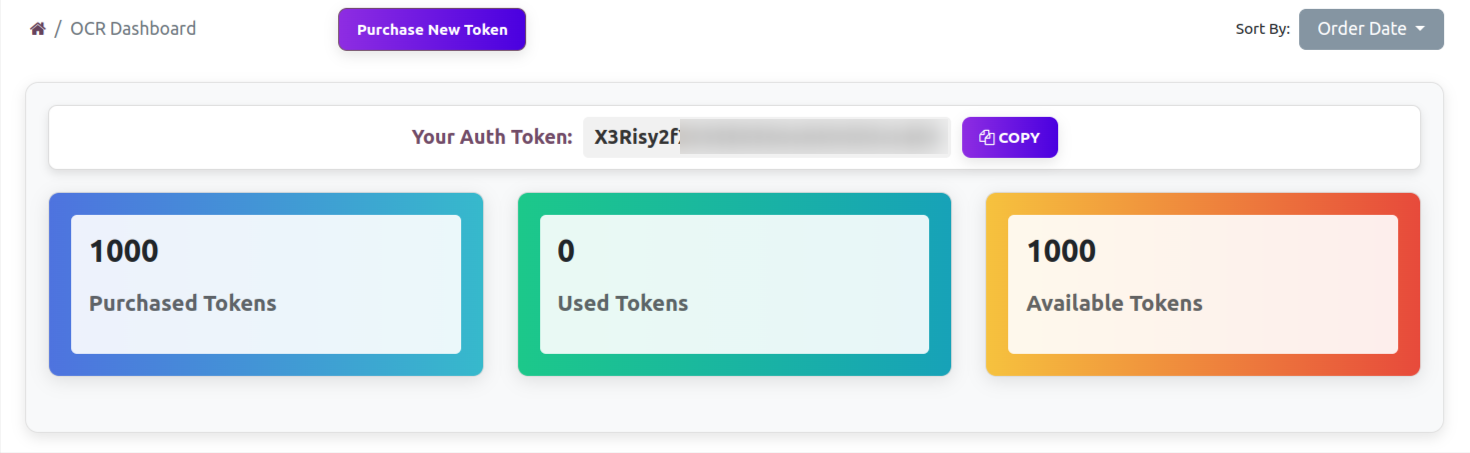 / OCR Dashboard
Purchase New Token
Sort By: Order Date
Your Auth Token: X3Risy2f
COPY
1000
Purchased Tokens
0
Used Tokens
1000
Available Tokens